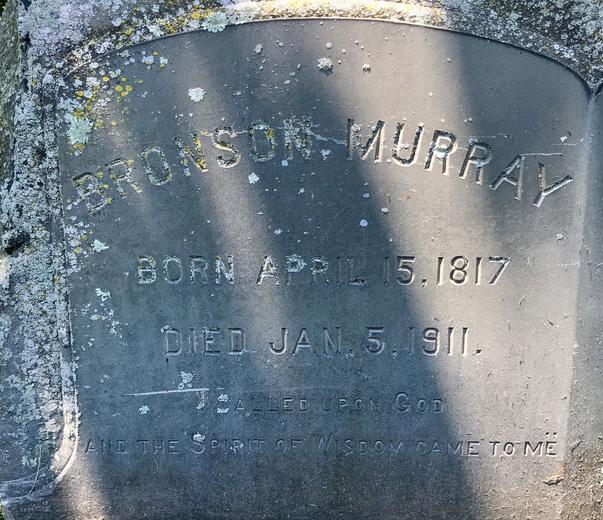 BRONSON MURRAY
BORN APRIL 15, 1817
DIED JAN. 5, 1911.
I CALLED UPON GOD
AND THE SPIRIT OF WISDOM CAME TO ME